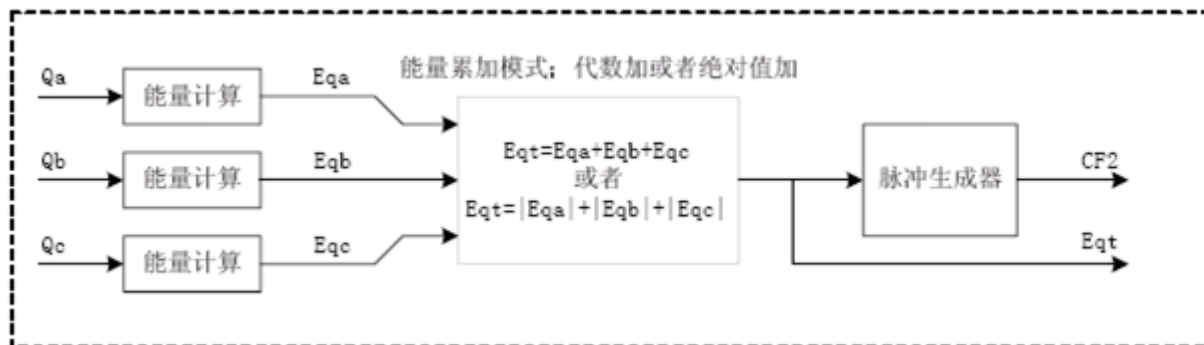 能量累加模式；代数加或者绝对值加
Qa
能量计算
Eqa
Qb
能量计算
Eqb
Qc
能量计算
Eqc
Eqt=Eqa+Eqb+Eqc
或者
Eqt=|Eqa|+|Eqb|+|Eqc|
脉冲生成器
CF2
Eqt